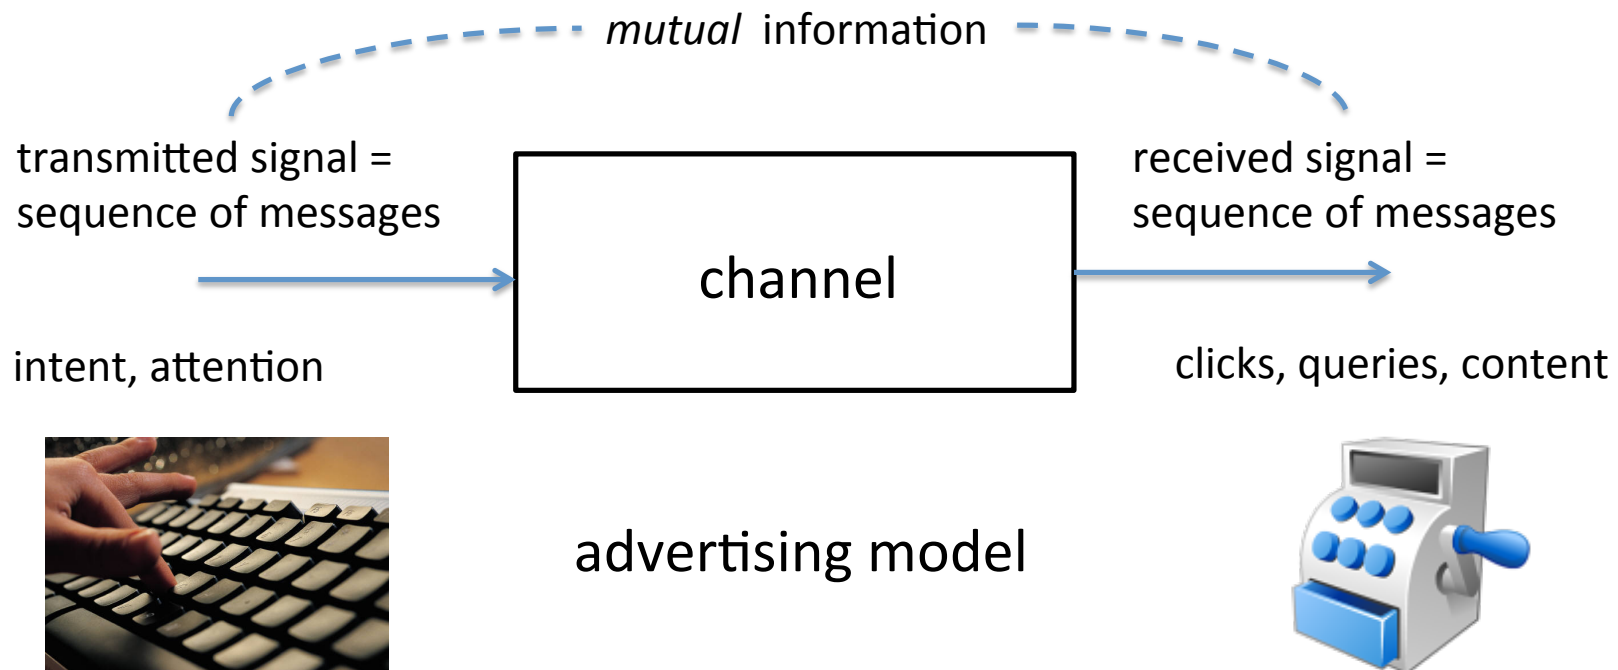 mutual information
transmitted signal =
sequence of messages
received signal =
sequence of messages
channel
intent, attention
clicks, queries, content
advertising model